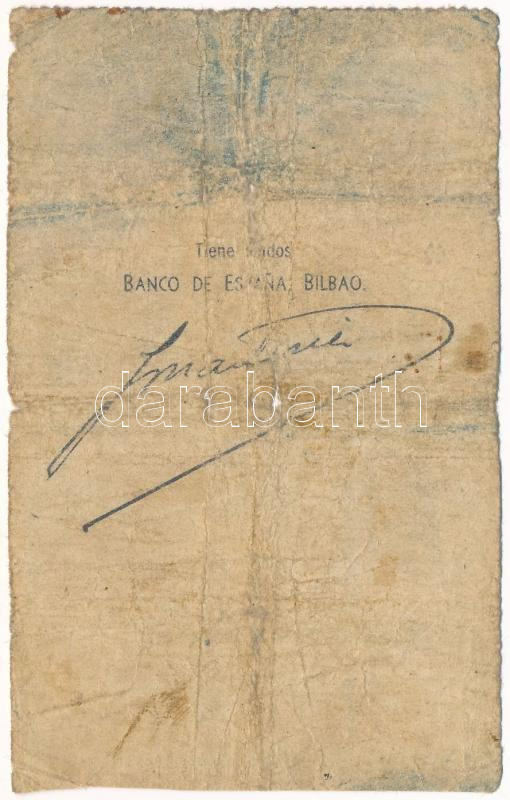 Tiene fondos
BANCO DE ESPAÑA, BILBAO.
darabanth